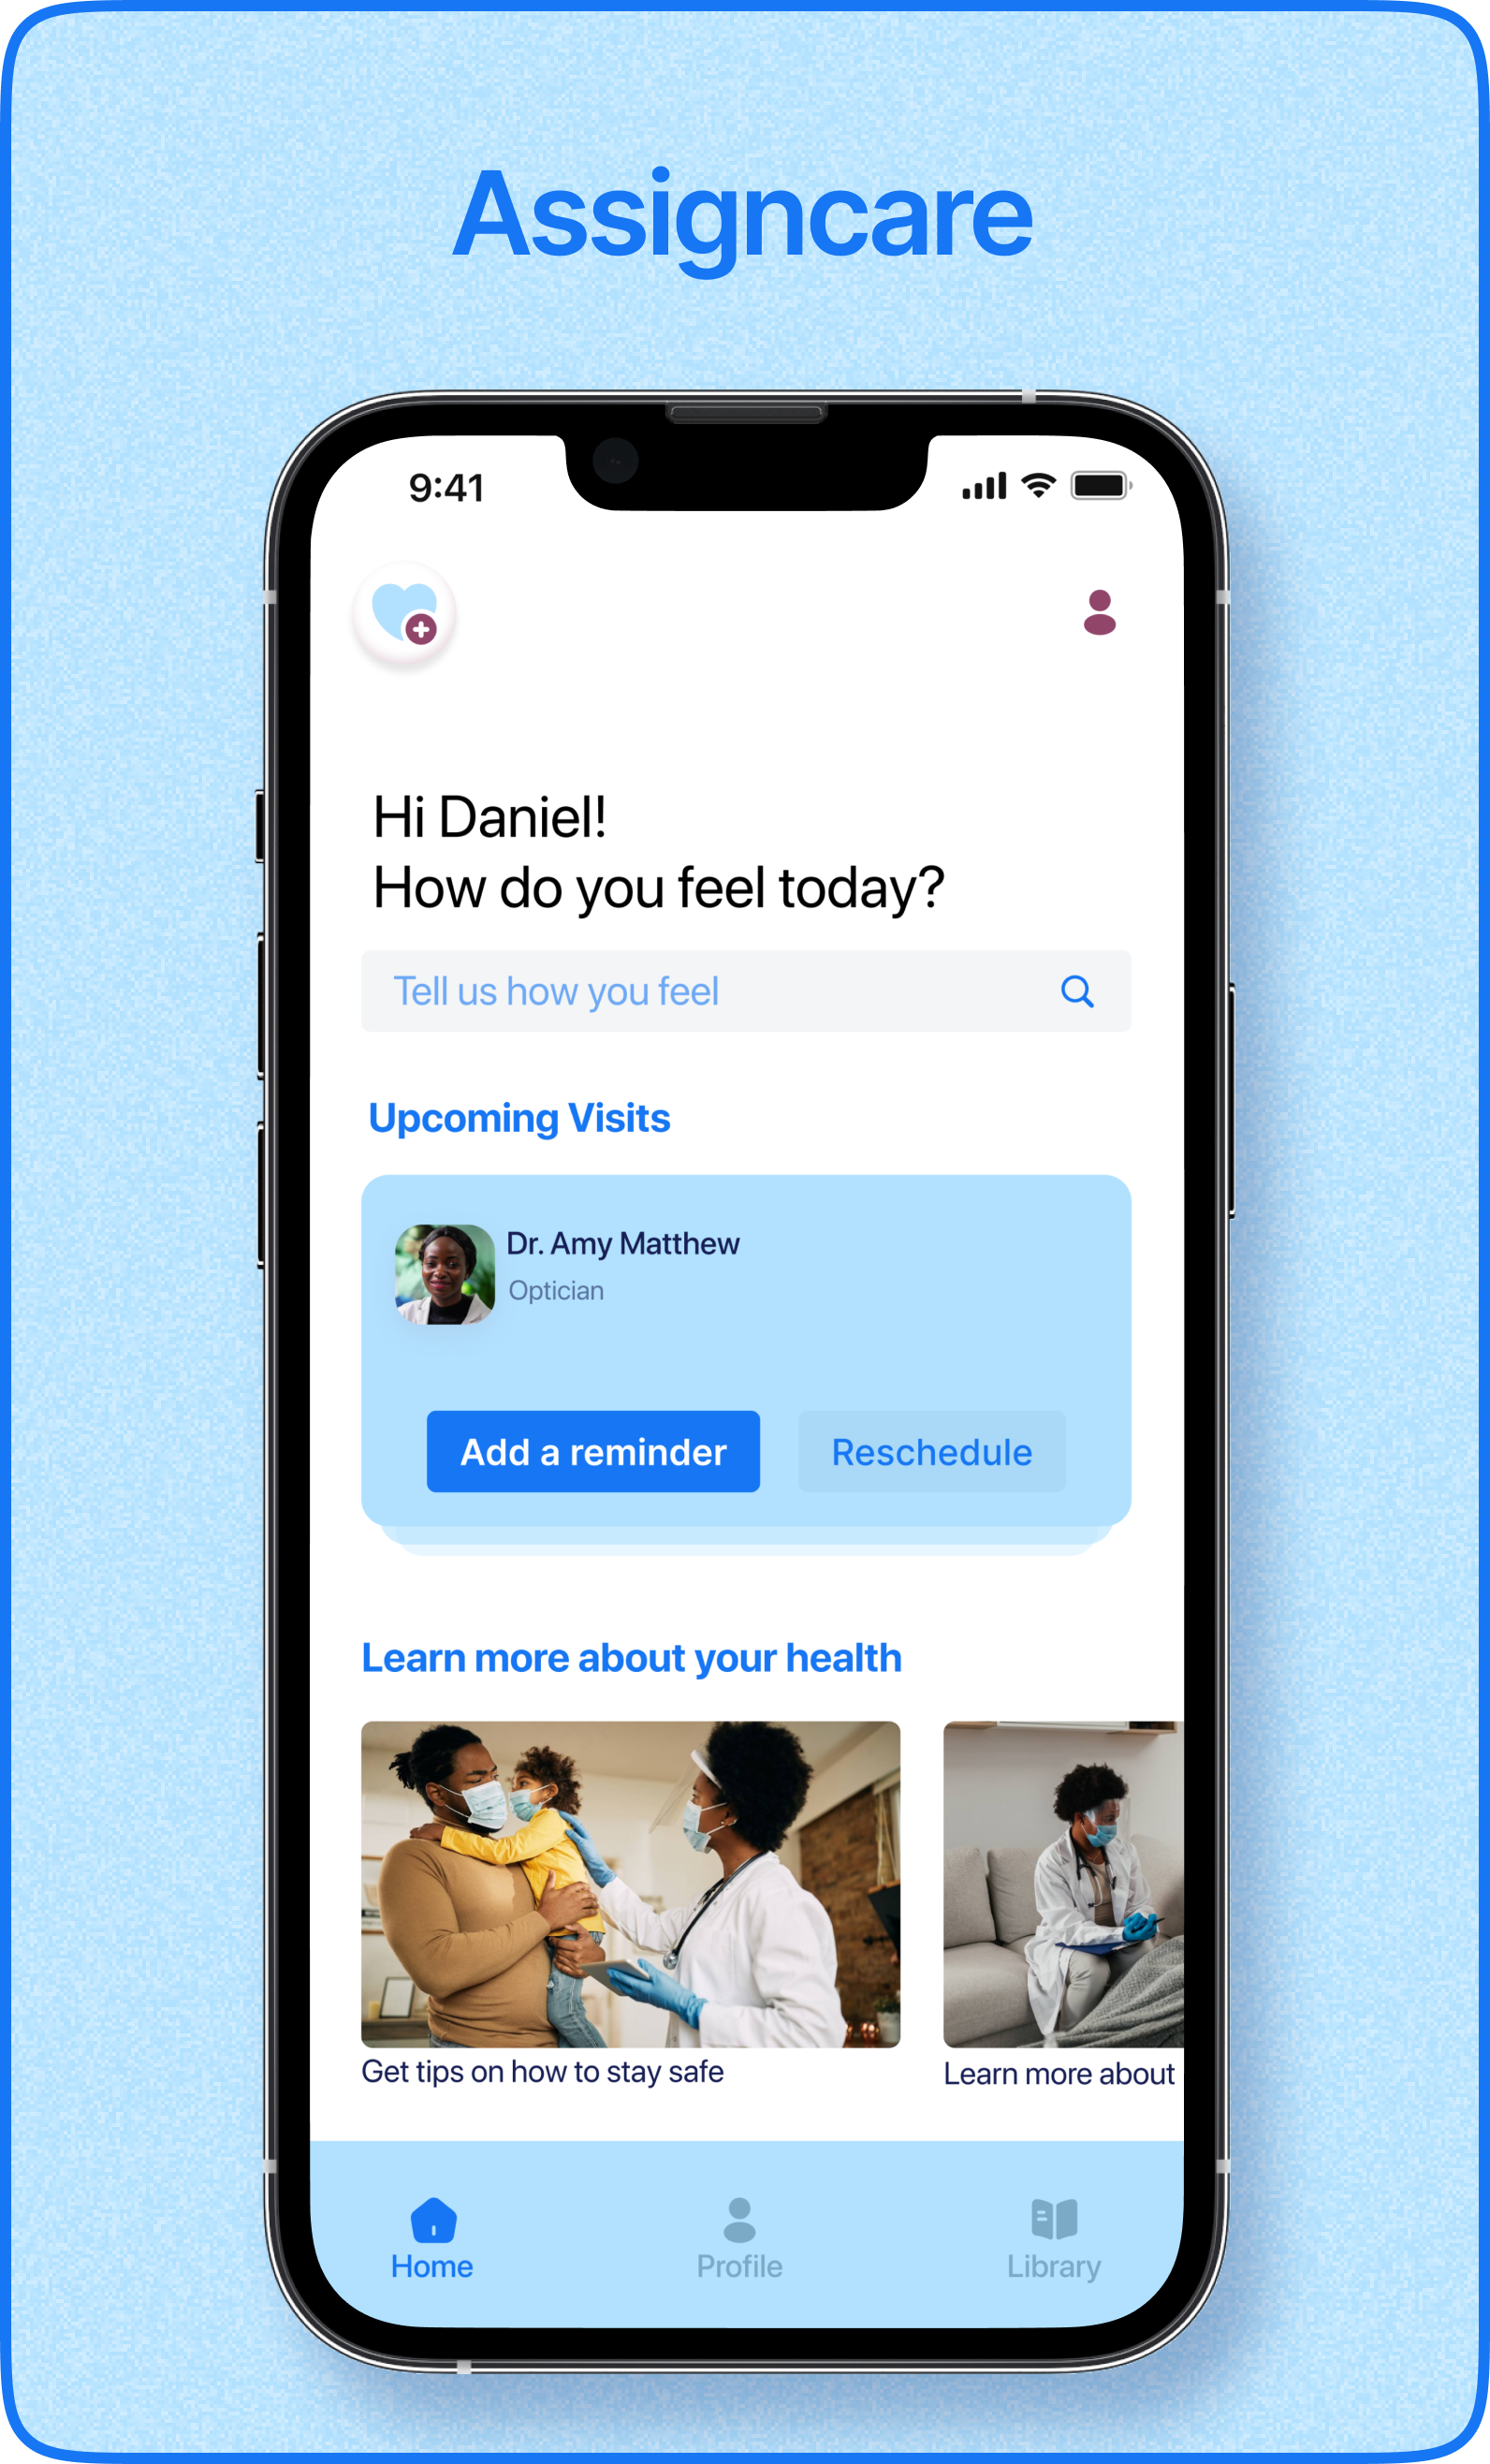 Assigncare
9:41
Hi Daniel!
How do you feel today?
Tell us how you feel
Upcoming Visits
Dr. Amy Matthew
Optician
Add a reminder
Reschedule
Learn more about your health
Get tips on how to stay safe
Learn more about
Home
Profile
Library